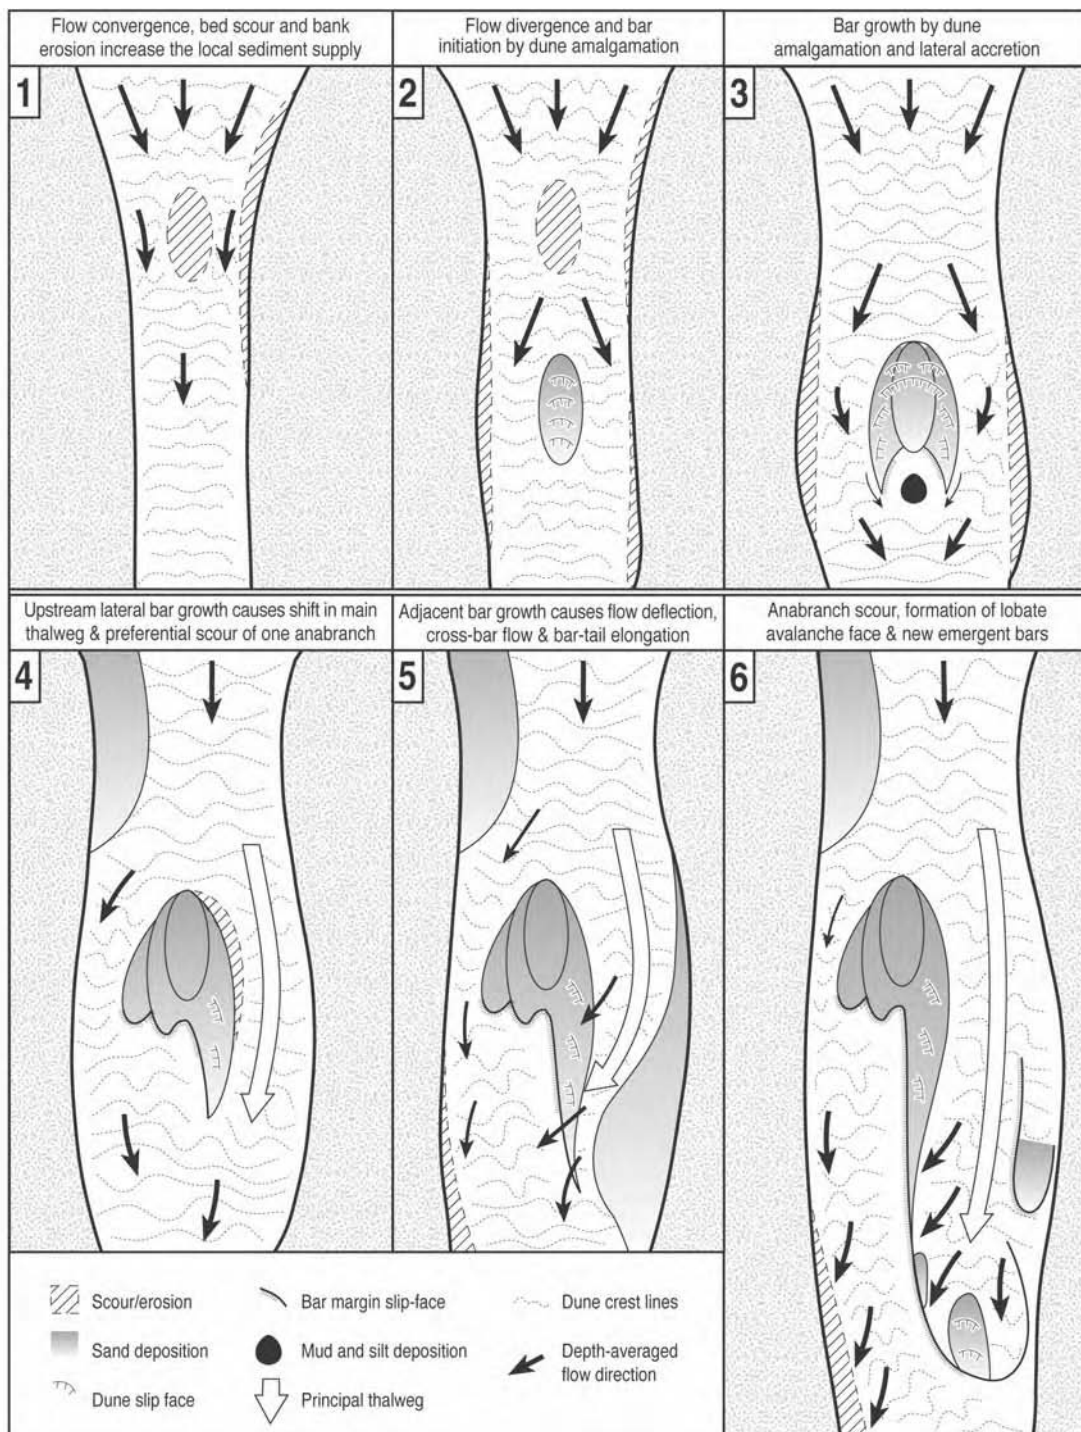 Flow convergence, bed scour and bank
erosion increase the local sediment supply
Flow divergence and bar
initiation by dune amalgamation
Bar growth by dune
amalgamation and lateral accretion
1
2
3
Upstream lateral bar growth causes shift in main
thalweg & preferential scour of one anabranch
Adjacent bar growth causes flow deflection,
cross-bar flow & bar-tail elongation
Anabranch scour, formation of lobate
avalanche face & new emergent bars
4
5
6
Scour/erosion
Bar margin slip-face
Dune crest lines
Sand deposition
Mud and silt deposition
Depth-averaged
flow direction
Dune slip face
Principal thalweg